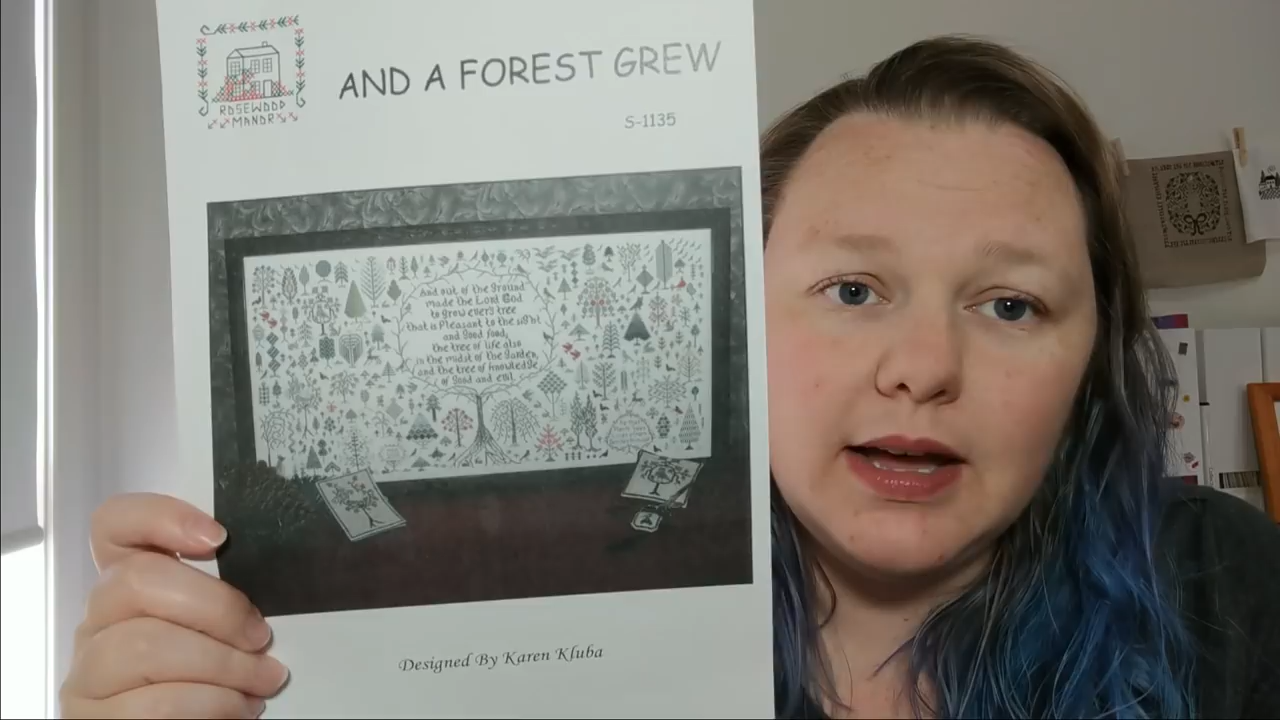 ROSEWOOD
MANOR
AND A FOREST GREW
S-1135
and out of the ground
made the Lord God
to grow every tree
that is Pleasant to the sight
and good food,
the tree of life also
in the midst of the garden,
and the tree of knowledge
of good and evil.
Designed By Karen Kluba